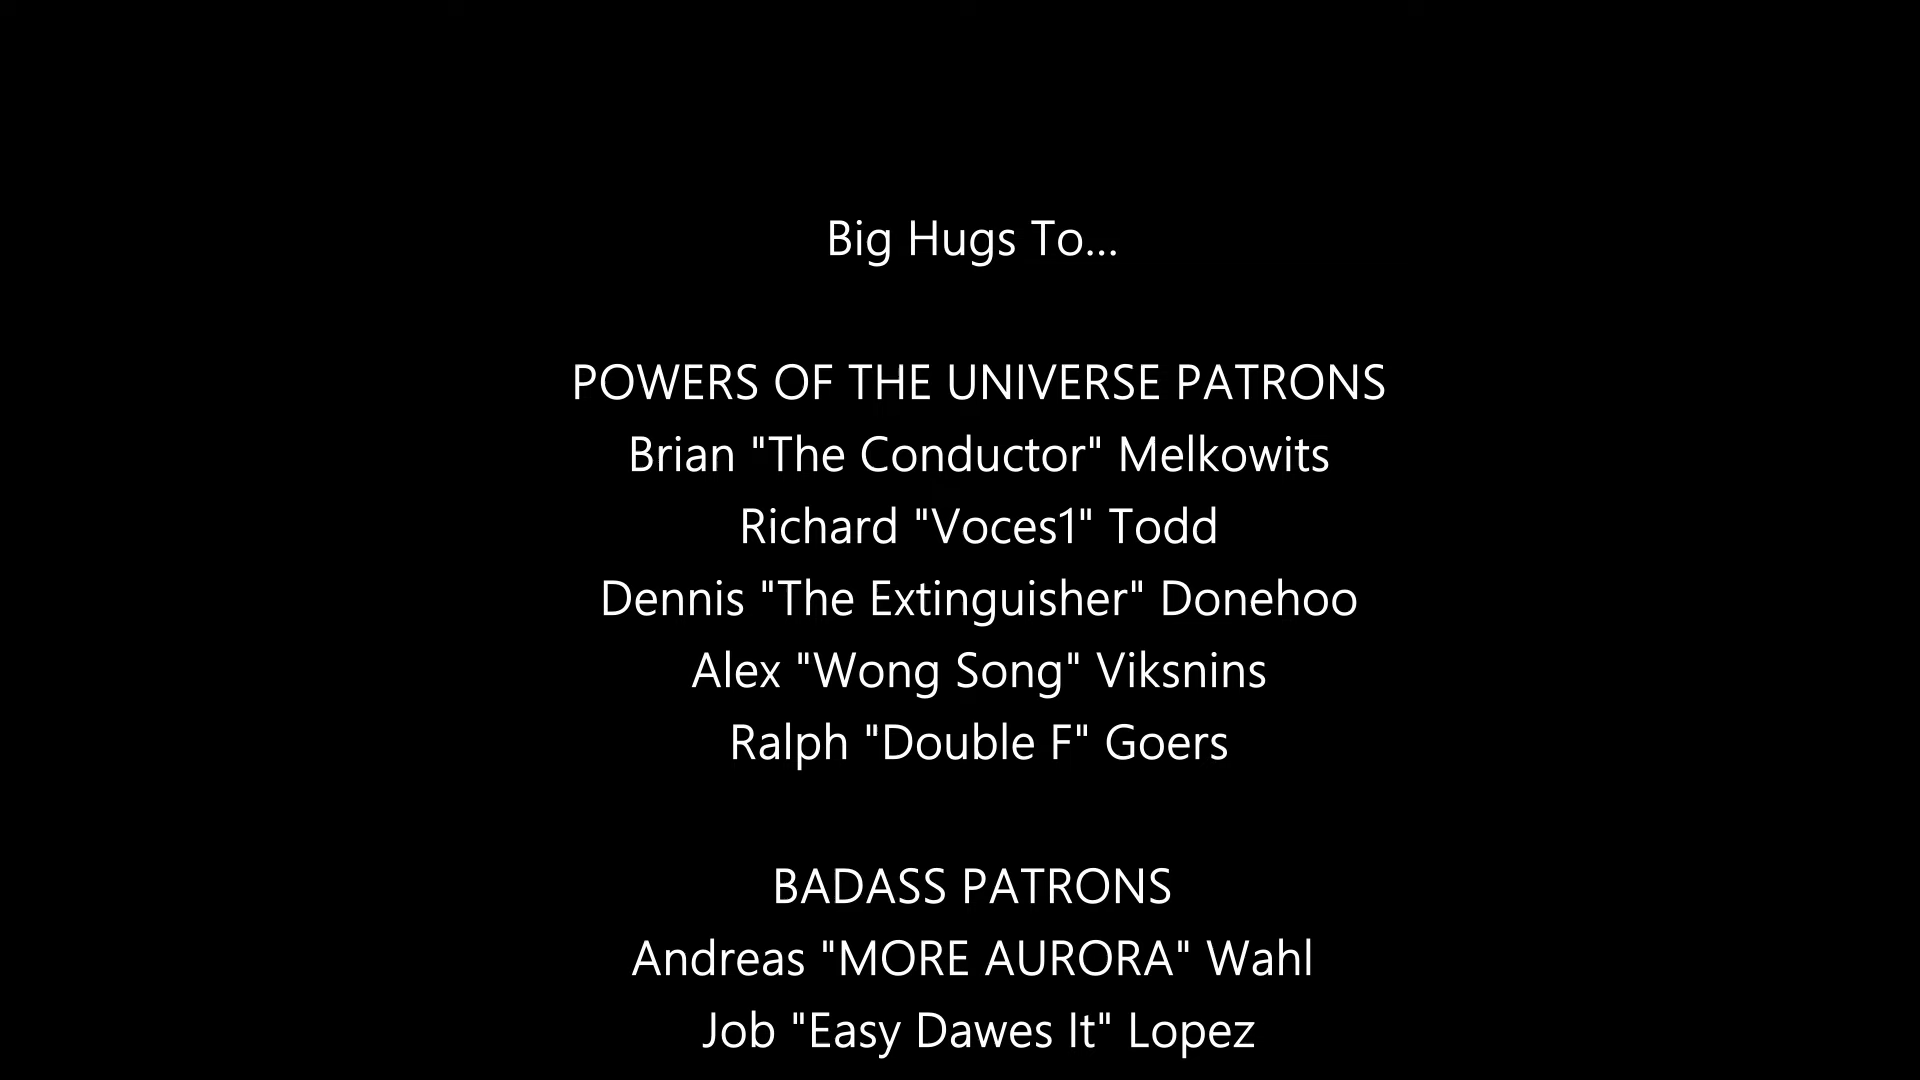 Big Hugs To...
POWERS OF THE UNIVERSE PATRONS
Brian "The Conductor" Melkowits
Richard "Voces1" Todd
Dennis "The Extinguisher" Donehoo
Alex "Wong Song" Viksnins
Ralph "Double F" Goers
BADASS PATRONS
Andreas "MORE AURORA" Wahl
Job "Easy Dawes It" Lopez